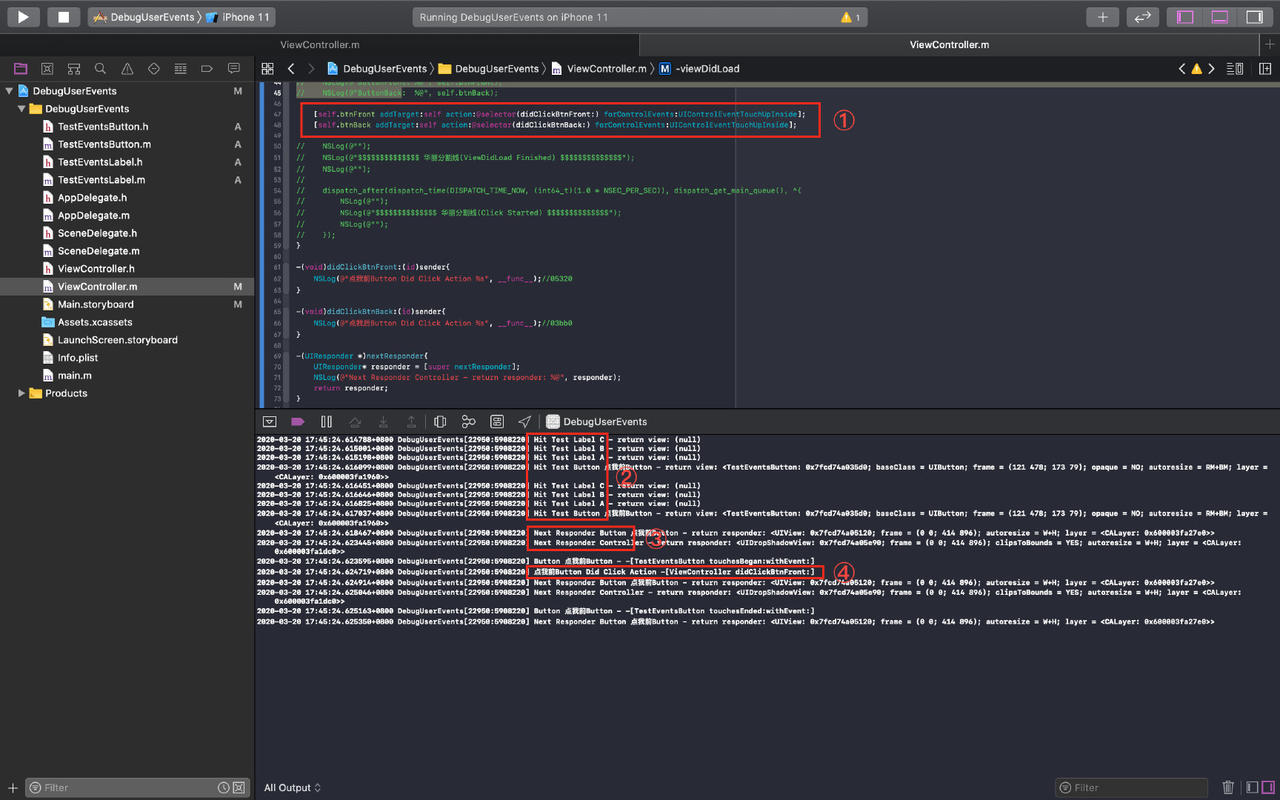 DebugUserEvents 〉 iPhone 11
Running DebugUserEvents on iPhone 11
1
ViewController.m
ViewController.m
DebugUserEvents 〉 DebugUserEvents 〉 ViewController.m 〉 M -viewDidLoad
DebugUserEvents M
DebugUserEvents
TestEventsButton.h A
TestEventsButton.m A
TestEventsLabel.h A
TestEventsLabel.m A
AppDelegate.h
AppDelegate.m
SceneDelegate.h
SceneDelegate.m
ViewController.h
ViewController.m M
Main.storyboard M
Assets.xcassets
LaunchScreen.storyboard
Info.plist
main.m
Products
Filter
45 // NSLog(@"ButtonBack: %@", self.btnBack);
46
47 [self.btnFront addTarget:self action:@selector(didClickBtnFront:) forControlEvents:UIControlEventTouchUpInside];
①
48 [self.btnBack addTarget:self action:@selector(didClickBtnBack:) forControlEvents:UIControlEventTouchUpInside];
49
50 // NSLog(@"");
51 // NSLog(@"$$$$$$$$$$$$$$ 华丽分割线(ViewDidLoad Finished) $$$$$$$$$$$$$$");
52 // NSLog(@"");
53 //
54 // dispatch_after(dispatch_time(DISPATCH_TIME_NOW, (int64_t)(1.0 * NSEC_PER_SEC)), dispatch_get_main_queue(), ^{
55 // NSLog(@"");
56 // NSLog(@"$$$$$$$$$$$$$$ 华丽分割线(Click Started) $$$$$$$$$$$$$$");
57 // NSLog(@"");
58 // });
59 }
60
61 -(void)didClickBtnFront:(id)sender{
62 NSLog(@"点我前Button Did Click Action %s", __func__);//05320
63 }
64
65 -(void)didClickBtnBack:(id)sender{
66 NSLog(@"点我后Button Did Click Action %s", __func__);//03bb0
67 }
68
69 -(UIResponder *)nextResponder{
70 UIResponder* responder = [super nextResponder];
71 NSLog(@"Next Responder Controller - return responder: %@", responder);
72 return responder;
73 }
DebugUserEvents
2020-03-20 17:45:24.614788+0800 DebugUserEvents[22950:5908220] Hit Test Label C - return view: (null)
2020-03-20 17:45:24.615001+0800 DebugUserEvents[22950:5908220] Hit Test Label B - return view: (null)
2020-03-20 17:45:24.615198+0800 DebugUserEvents[22950:5908220] Hit Test Label A - return view: (null)
2020-03-20 17:45:24.616099+0800 DebugUserEvents[22950:5908220] Hit Test Button 点我前Button - return view: <TestEventsButton: 0x7fcd74a035d0; baseClass = UIButton; frame = (121 478; 173 79); opaque = NO; autoresize = RM+BM; layer =
<CALayer: 0x600003fa1960>>
②
2020-03-20 17:45:24.616451+0800 DebugUserEvents[22950:5908220] Hit Test Label C - return view: (null)
2020-03-20 17:45:24.616646+0800 DebugUserEvents[22950:5908220] Hit Test Label B - return view: (null)
2020-03-20 17:45:24.616825+0800 DebugUserEvents[22950:5908220] Hit Test Label A - return view: (null)
2020-03-20 17:45:24.617037+0800 DebugUserEvents[22950:5908220] Hit Test Button 点我前Button - return view: <TestEventsButton: 0x7fcd74a035d0; baseClass = UIButton; frame = (121 478; 173 79); opaque = NO; autoresize = RM+BM; layer =
<CALayer: 0x600003fa1960>>
2020-03-20 17:45:24.618467+0800 DebugUserEvents[22950:5908220] Next Responder Button 点我前Button - return responder: <UIView: 0x7fcd74a05120; frame = (0 0; 414 896); autoresize = W+H; layer = <CALayer: 0x600003fa27e0>>
③
2020-03-20 17:45:24.623445+0800 DebugUserEvents[22950:5908220] Next Responder Controller - return responder: <UIDropShadowView: 0x7fcd74a05e90; frame = (0 0; 414 896); clipsToBounds = YES; autoresize = W+H; layer = <CALayer:
0x600003fa1dc0>>
2020-03-20 17:45:24.623595+0800 DebugUserEvents[22950:5908220] Button 点我前Button - -[TestEventsButton touchesBegan:withEvent:]
2020-03-20 17:45:24.624719+0800 DebugUserEvents[22950:5908220] 点我前Button Did Click Action -[ViewController didClickBtnFront:]
④
2020-03-20 17:45:24.624914+0800 DebugUserEvents[22950:5908220] Next Responder Button 点我前Button - return responder: <UIView: 0x7fcd74a05120; frame = (0 0; 414 896); autoresize = W+H; layer = <CALayer: 0x600003fa27e0>>
2020-03-20 17:45:24.625046+0800 DebugUserEvents[22950:5908220] Next Responder Controller - return responder: <UIDropShadowView: 0x7fcd74a05e90; frame = (0 0; 414 896); clipsToBounds = YES; autoresize = W+H; layer = <CALayer:
0x600003fa1dc0>>
2020-03-20 17:45:24.625163+0800 DebugUserEvents[22950:5908220] Button 点我前Button - -[TestEventsButton touchesEnded:withEvent:]
2020-03-20 17:45:24.625350+0800 DebugUserEvents[22950:5908220] Next Responder Button 点我前Button - return responder: <UIView: 0x7fcd74a05120; frame = (0 0; 414 896); autoresize = W+H; layer = <CALayer: 0x600003fa27e0>>
All Output
Filter